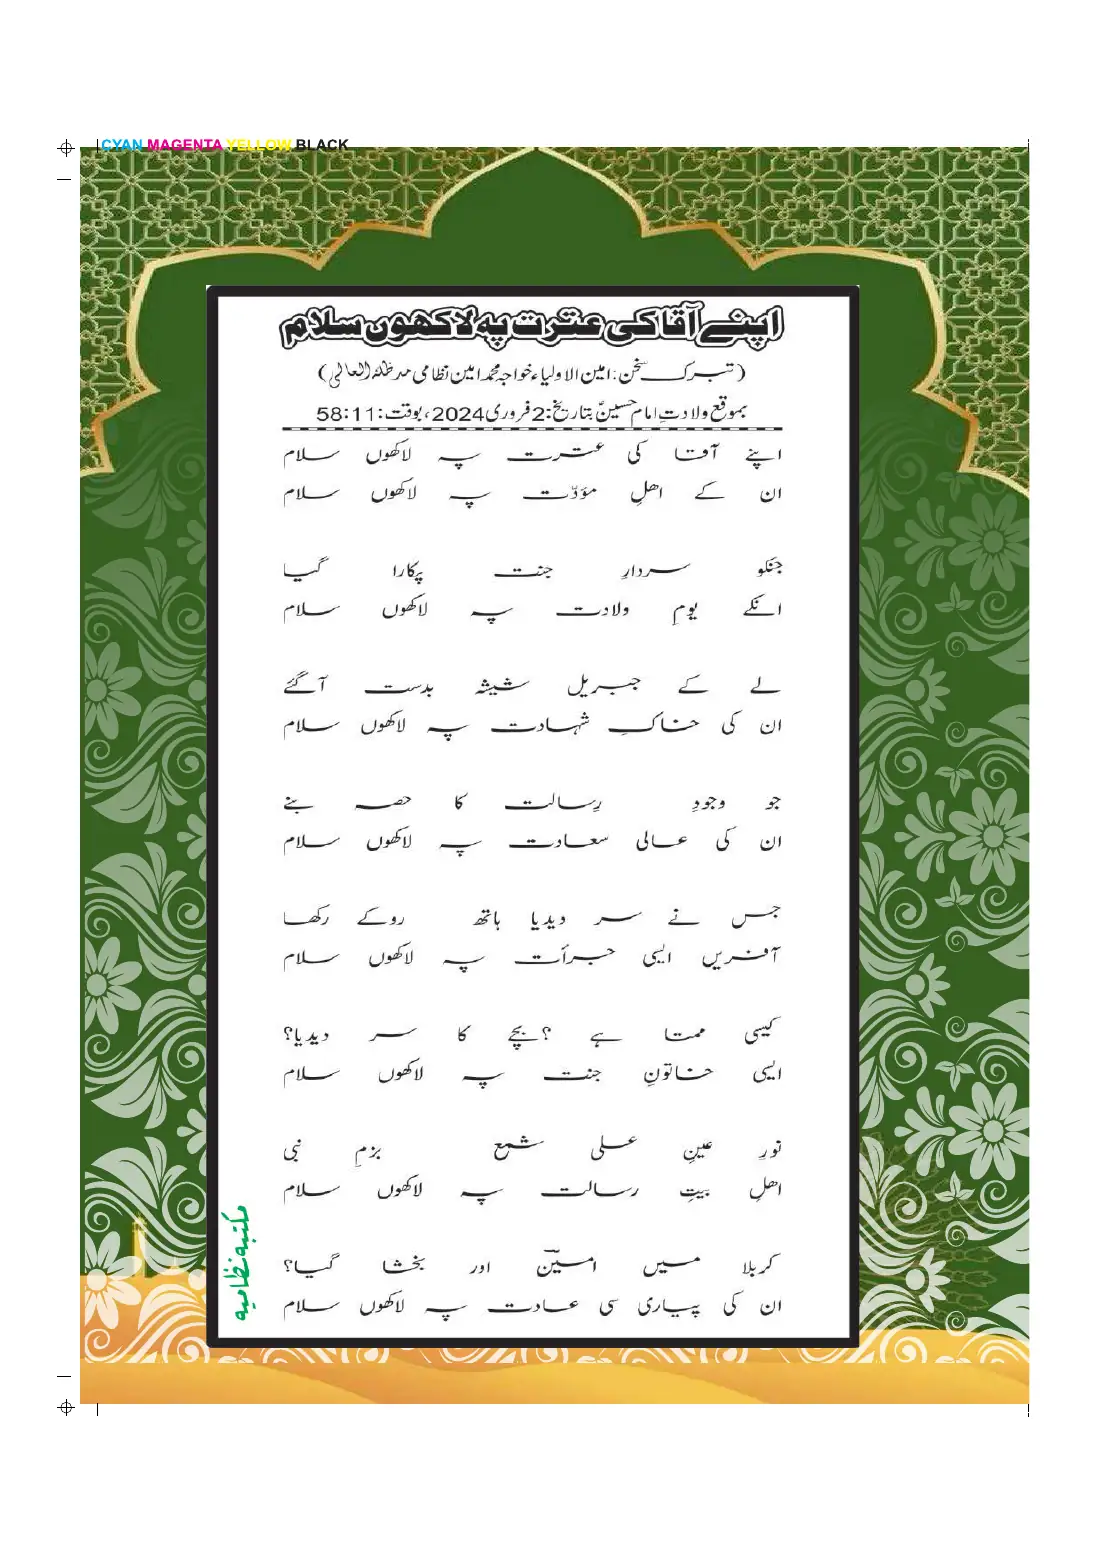 CYAN MAGENTA YELLOW BLACK
اپنے آقا کی عترت پہ لاکھوں سلام
(تبرک سخن: امین الاولیاء خواجہ محمد امین نظامی مدظلہ العالی)
بموقع ولادتِ امام حسینؑ بتاریخ: 2 فروری 2024، بوقت: 11:58
اپنے آقا کی عترت پہ لاکھوں سلام
ان کے اھلِ مؤدّت پہ لاکھوں سلام
جنکو سردارِ جنت پکارا گیا
انکے یومِ ولادت پہ لاکھوں سلام
لے کے جبریل شیشہ بدست آگئے
ان کی خاکِ شہادت پہ لاکھوں سلام
جو وجودِ رسالت کا حصہ بنے
ان کی عالی سعادت پہ لاکھوں سلام
جس نے سر دیدیا ہاتھ روکے رکھا
آفریں ایسی جرأت پہ لاکھوں سلام
کیسی ممتا ہے ؟ بچے کا سر دیدیا؟
ایسی خاتونِ جنت پہ لاکھوں سلام
نورِ عینِ علی شمع بزمِ نبی
اھلِ بیتِ رسالت پہ لاکھوں سلام
کربلا میں امینؔ اور بخشا گیا؟
ان کی پیاری سی عادت پہ لاکھوں سلام
مکتبہ نظامیہ